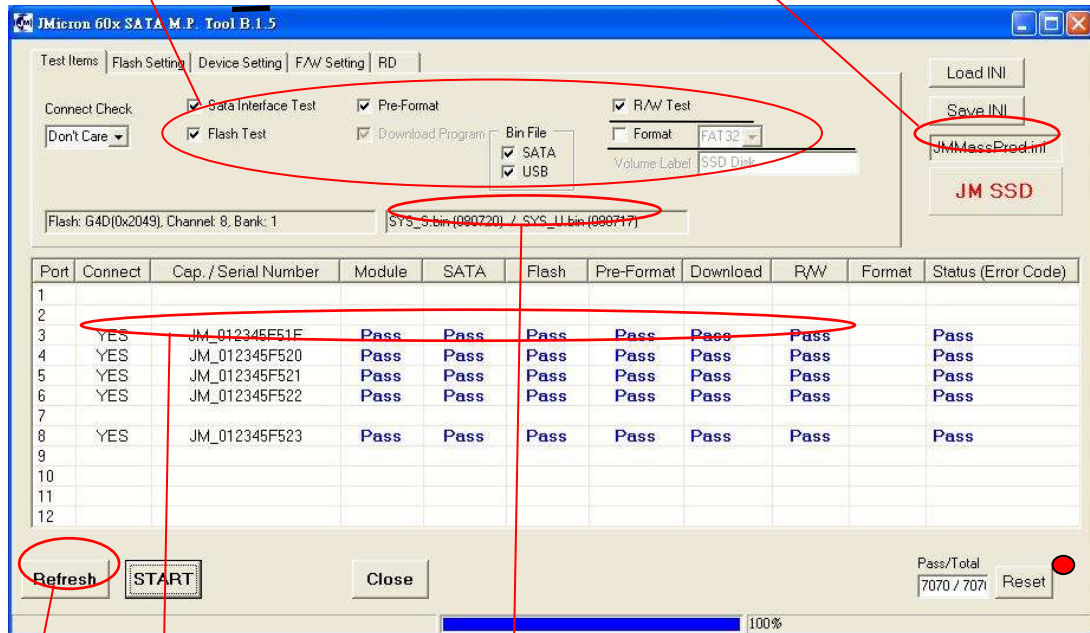 JMicron 60x SATA M.P. Tool B.1.5
Test Items Flash Setting Device Setting F/W Setting RD
Load INI
Connect Check Sata Interface Test Pre-Format R/W Test
Save INI
Don't Care Flash Test Download Program Bin File Format FAT32
JMMassProd.ini
SATA
Volume Label SSD Disk
USB
JM SSD
Flash: G4D(0x2049), Channel: 8, Bank: 1 SYS_S.bin (080720) / SYS_U.bin (080717)
Port Connect Cap. / Serial Number Module SATA Flash Pre-Format Download R/W Format Status (Error Code)
1
2
3 YES JM_012345F51F Pass Pass Pass Pass Pass Pass Pass
4 YES JM_012345F520 Pass Pass Pass Pass Pass Pass Pass
5 YES JM_012345F521 Pass Pass Pass Pass Pass Pass Pass
6 YES JM_012345F522 Pass Pass Pass Pass Pass Pass Pass
7
8 YES JM_012345F523 Pass Pass Pass Pass Pass Pass Pass
9
10
11
12
Pass/Total
Refresh START Close 7070 / 707 Reset
100%